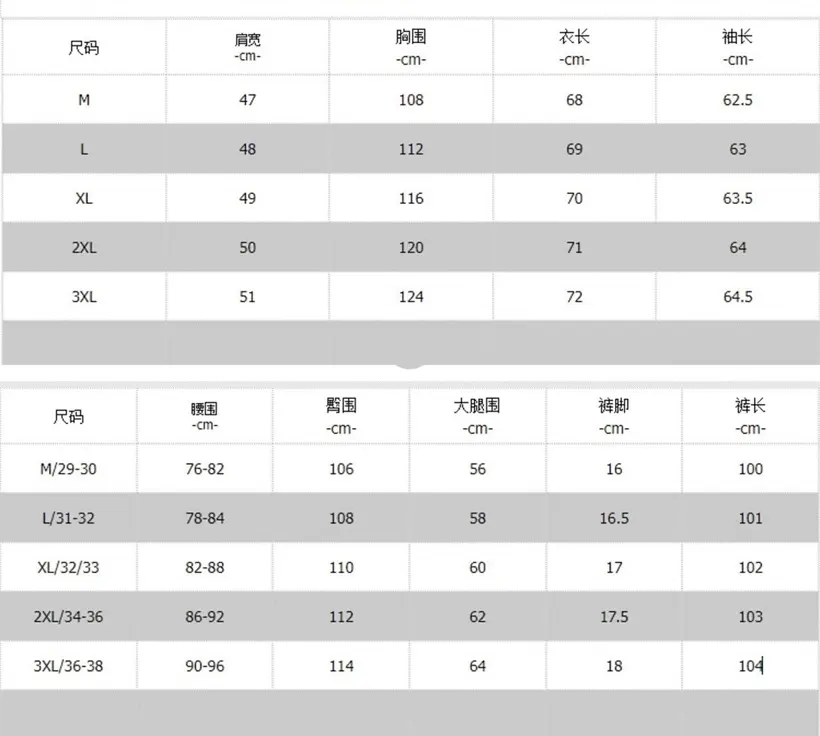 尺码 肩宽 胸围 衣长 袖长
-cm- -cm- -cm- -cm-
M 47 108 68 62.5
L 48 112 69 63
XL 49 116 70 63.5
2XL 50 120 71 64
3XL 51 124 72 64.5
尺码 腰围 臀围 大腿围 裤脚 裤长
-cm- -cm- -cm- -cm- -cm-
M/29-30 76-82 106 56 16 100
L/31-32 78-84 108 58 16.5 101
XL/32/33 82-88 110 60 17 102
2XL/34-36 86-92 112 62 17.5 103
3XL/36-38 90-96 114 64 18 104